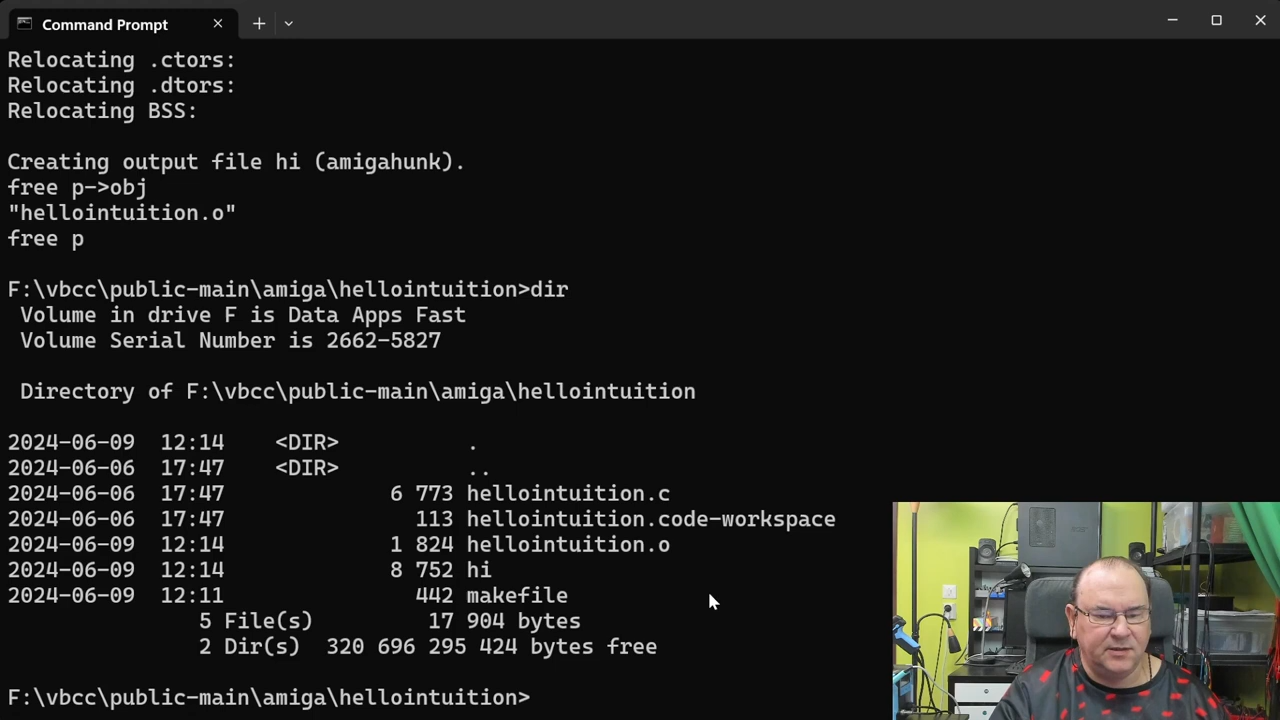 Command Prompt
Relocating .ctors:
Relocating .dtors:
Relocating BSS:
Creating output file hi (amigahunk).
free p->obj
"hellointuition.o"
free p
F:\vbcc\public-main\amiga\hellointuition>dir
Volume in drive F is Data Apps Fast
Volume Serial Number is 2662-5827
Directory of F:\vbcc\public-main\amiga\hellointuition
2024-06-09  12:14    <DIR>          .
2024-06-06  17:47    <DIR>          ..
2024-06-06  17:47             6 773 hellointuition.c
2024-06-06  17:47               113 hellointuition.code-workspace
2024-06-09  12:14             1 824 hellointuition.o
2024-06-09  12:14             8 752 hi
2024-06-09  12:11               442 makefile
5 File(s)         17 904 bytes
2 Dir(s)  320 696 295 424 bytes free
F:\vbcc\public-main\amiga\hellointuition>